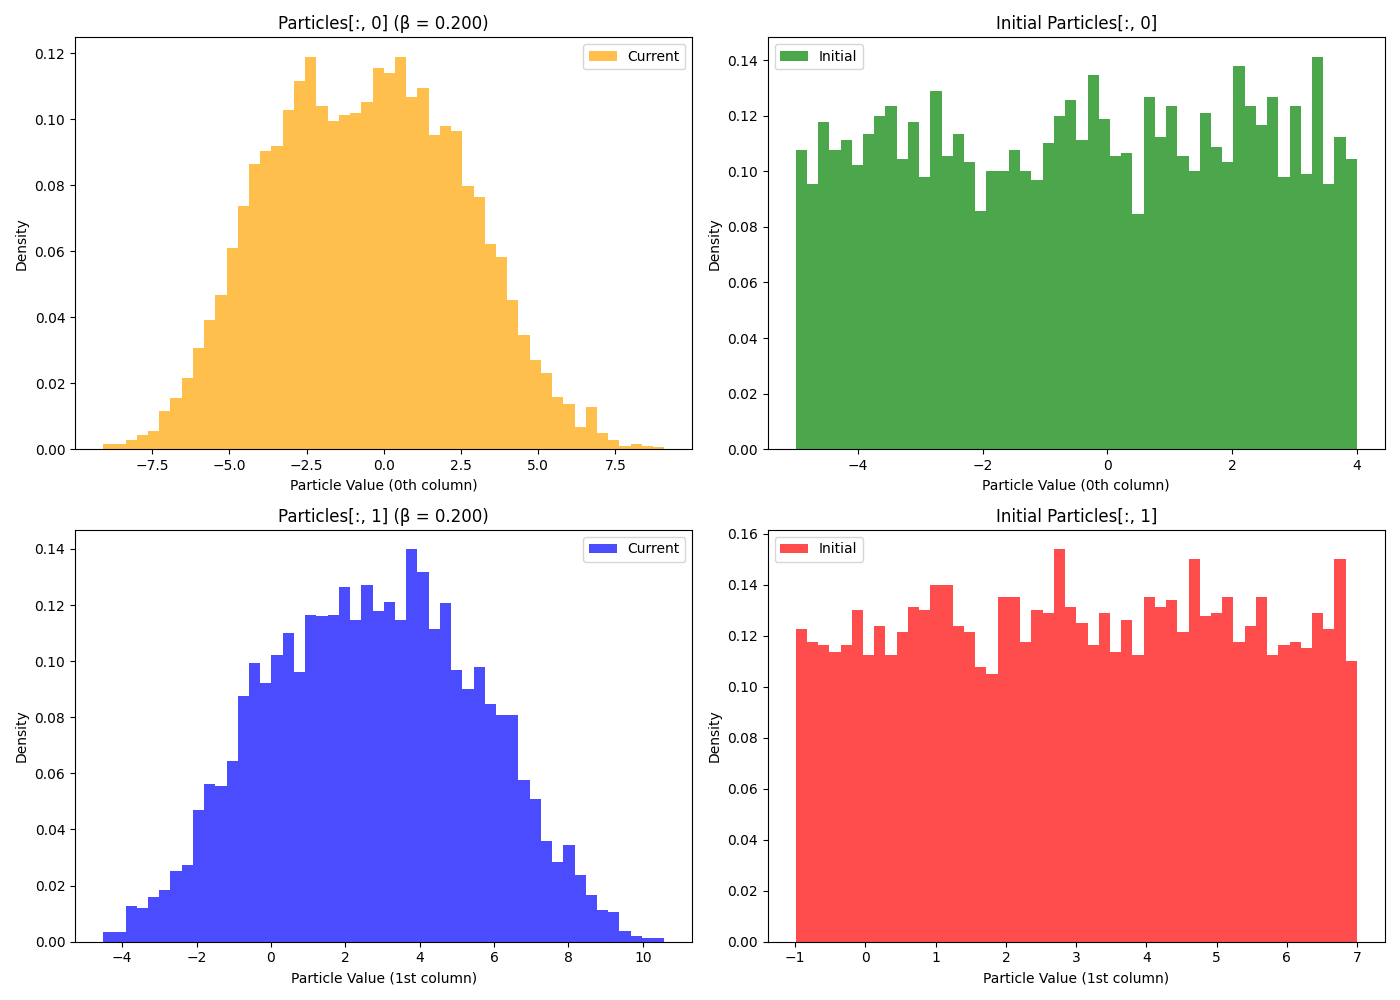 Particles[:, 0] (β = 0.200)
Current
0.12
0.10
0.08
0.06
0.04
0.02
0.00
Density
−7.5 −5.0 −2.5 0.0 2.5 5.0 7.5
Particle Value (0th column)
Initial Particles[:, 0]
Initial
0.14
0.12
0.10
0.08
0.06
0.04
0.02
0.00
Density
−4 −2 0 2 4
Particle Value (0th column)
Particles[:, 1] (β = 0.200)
Current
0.14
0.12
0.10
0.08
0.06
0.04
0.02
0.00
Density
−4 −2 0 2 4 6 8 10
Particle Value (1st column)
Initial Particles[:, 1]
Initial
0.16
0.14
0.12
0.10
0.08
0.06
0.04
0.02
0.00
Density
−1 0 1 2 3 4 5 6 7
Particle Value (1st column)